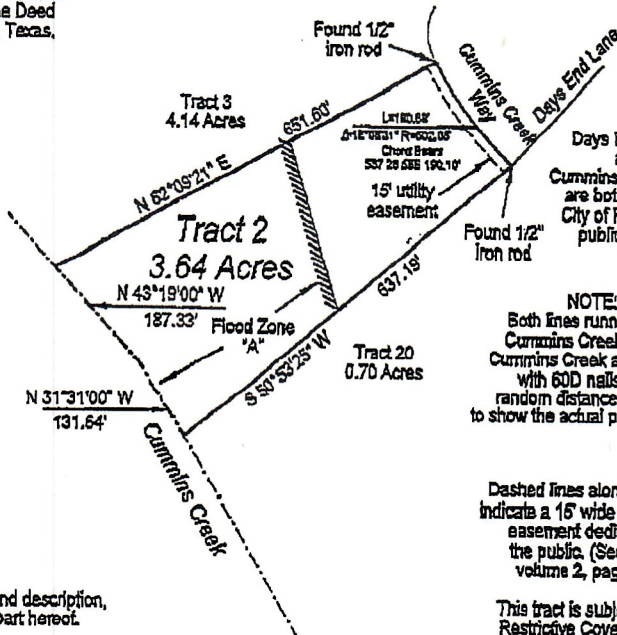 e Deed
Texas.
Found 1/2"
iron rod
Cummins Creek
Way
Days End Lane
Tract 3
4.14 Acres
651.60'
Chord Bears
15' utility
easement
Found 1/2"
Iron rod
N 62°09'21" E
Tract 2
3.64 Acres
N 43°19'00" W
187.33'
Flood Zone
"A"
637.19'
S 50°53'25" W
Tract 20
0.70 Acres
N 31°31'00" W
131.64'
Cummins Creek
Days
Cummins
are bot
City of
publi
NOTE:
Both lines runn
Cummins Creel
Cummins Creek a
with 60D nails
random distance
to show the actual p
Dashed lines alon
indicate a 15' wide
easement dedi
the public. (Se
volume 2, pag
This tract is subj
Restrictive Cove
nd description,
part hereof.